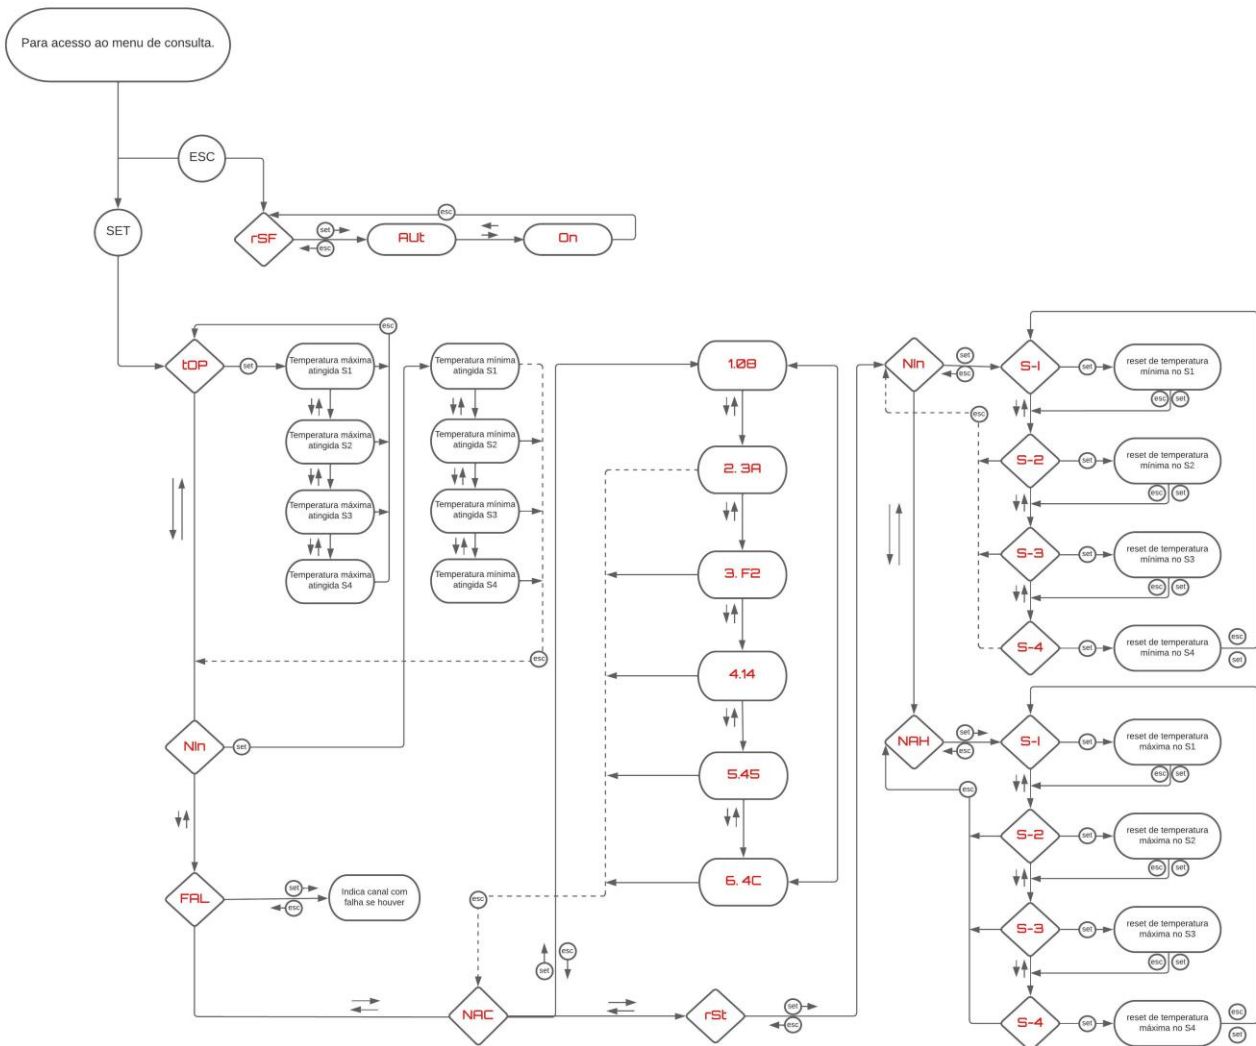 Para acesso ao menu de consulta.
ESC
SET
rSF
set
esc
AUt
On
esc
tOP
set
esc
Temperatura máxima
atingida S1
Temperatura máxima
atingida S2
Temperatura máxima
atingida S3
Temperatura máxima
atingida S4
Temperatura mínima
atingida S1
Temperatura mínima
atingida S2
Temperatura mínima
atingida S3
Temperatura mínima
atingida S4
esc
NIn
set
FAL
set
esc
Indica canal com
falha se houver
NAC
esc
set
esc
1.08
2. 3A
3. F2
4.14
5.45
6. 4C
rSt
set
esc
NIn
set
esc
esc
S-1
set
reset de temperatura
mínima no S1
esc set
S-2
set
reset de temperatura
mínima no S2
esc set
S-3
set
reset de temperatura
mínima no S3
esc set
S-4
set
reset de temperatura
mínima no S4
esc
set
NAH
set
esc
esc
S-1
set
reset de temperatura
máxima no S1
esc set
S-2
set
reset de temperatura
máxima no S2
esc set
S-3
set
reset de temperatura
máxima no S3
esc set
S-4
set
reset de temperatura
máxima no S4
esc
set